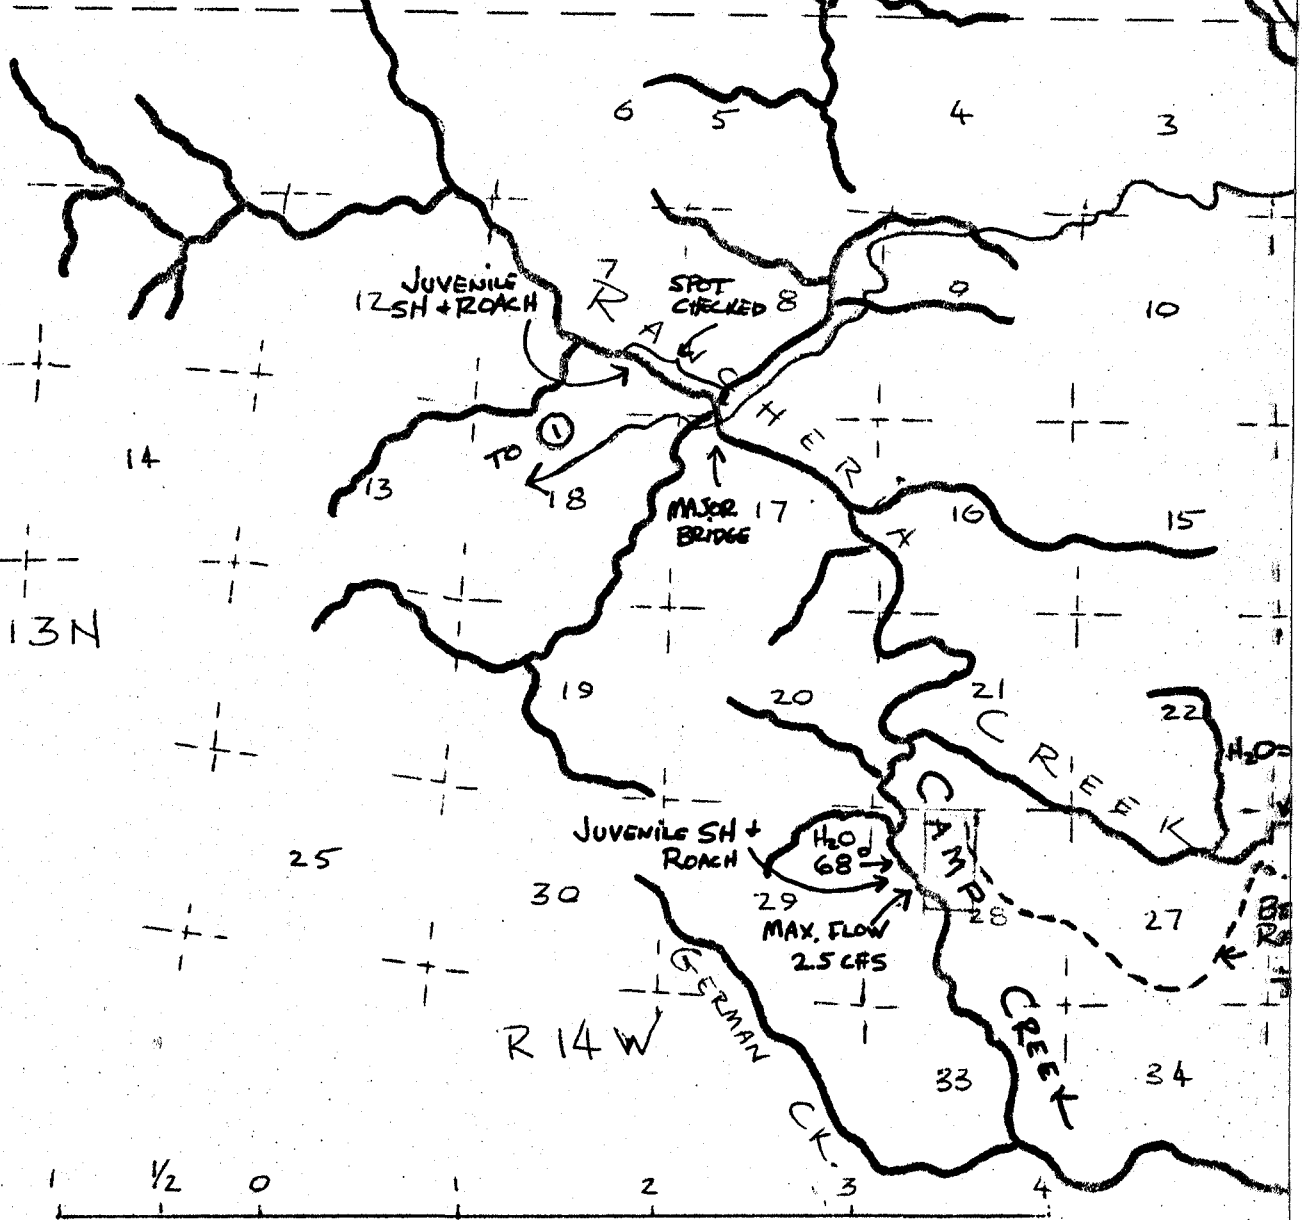 6
5
4
3
7
JUVENILE
SH + ROACH
12
RAWCHER
SPOT
CHECKED
8
9
10
14
13
TO 1
18
MAJOR
BRIDGE
17
16
15
13N
19
20
21
22
CREEK
H₂O=
25
30
JUVENILE SH +
ROACH
H₂O
68°
29
MAX. FLOW
2.5 CFS
CAMP
CREEK
28
27
GERMAN
CK.
R 14 W
33
34
1 1/2 0 1 2 3 4